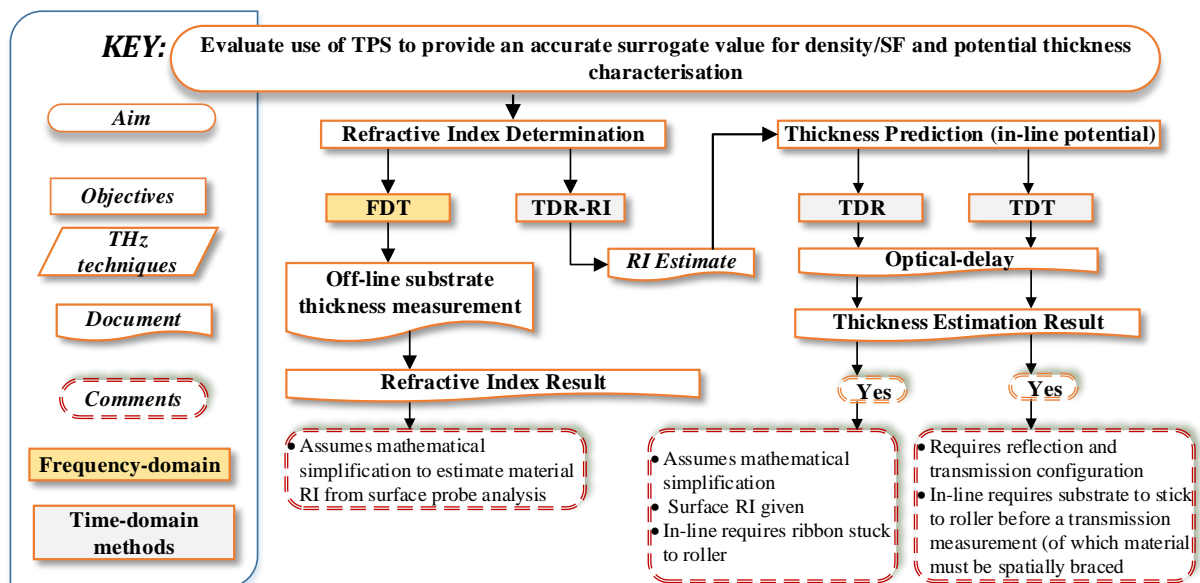 KEY:
Evaluate use of TPS to provide an accurate surrogate value for density/SF and potential thickness
characterisation
Aim
Objectives
THz
techniques
Document
Comments
Frequency-domain
Time-domain
methods
Refractive Index Determination
FDT
TDR-RI
Off-line substrate
thickness measurement
RI Estimate
Refractive Index Result
• Assumes mathematical
simplification to estimate material
RI from surface probe analysis
Thickness Prediction (in-line potential)
TDR
TDT
Optical-delay
Thickness Estimation Result
Yes
Yes
• Assumes mathematical
simplification
• Surface RI given
• In-line requires ribbon stuck
to roller
• Requires reflection and
transmission configuration
• In-line requires substrate to stick
to roller before a transmission
measurement (of which material
must be spatially braced